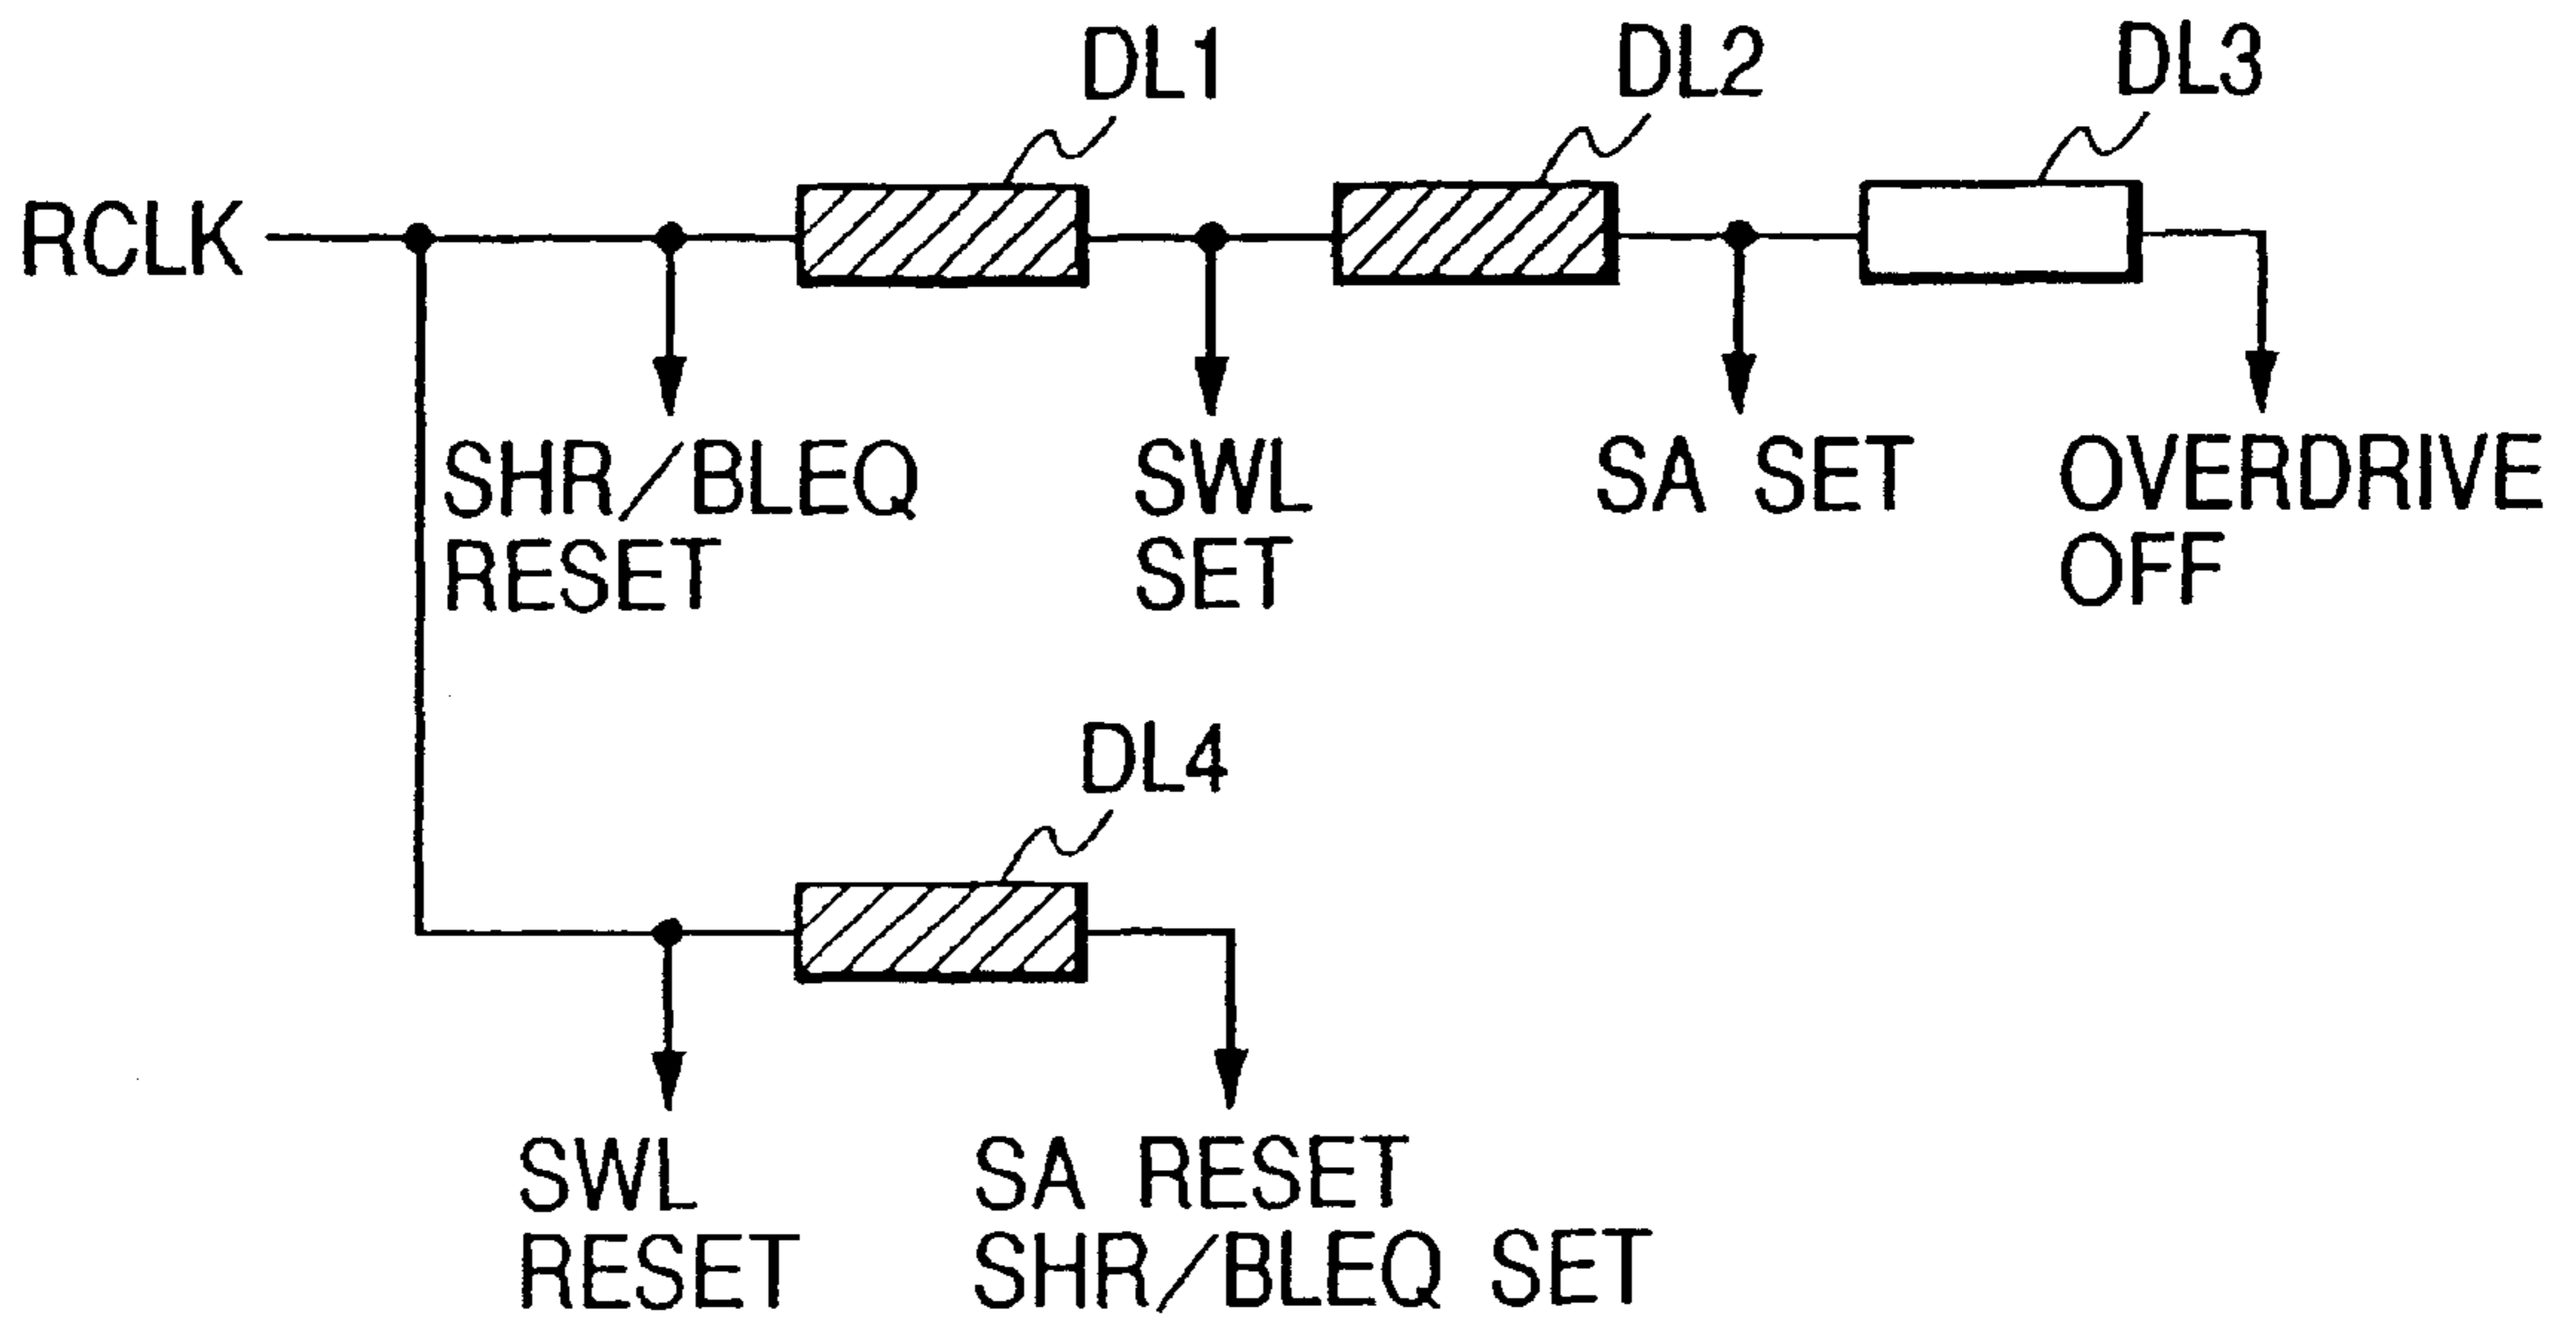 DL1
DL2
DL3
RCLK
SHR/BLEQ
RESET
SWL
SET
SA SET
OVERDRIVE
OFF
DL4
SWL
RESET
SA RESET
SHR/BLEQ SET